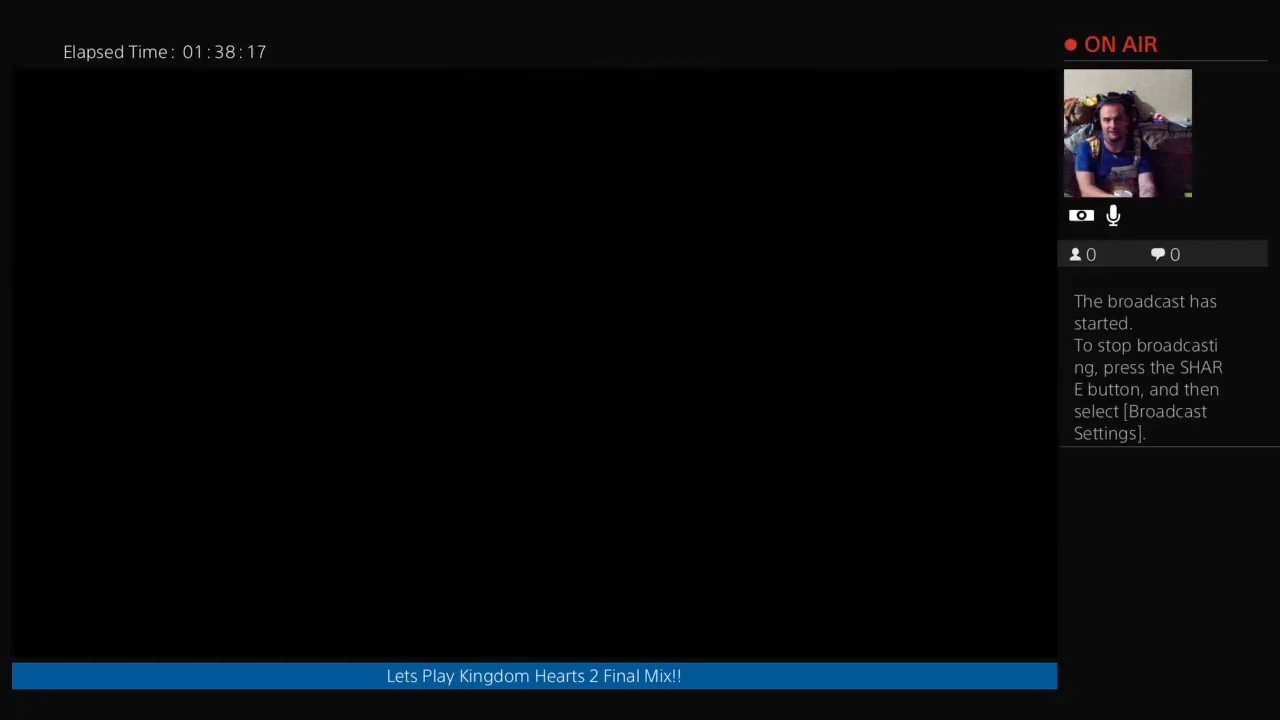 Elapsed Time: 01:38:17
ON AIR
0 0
The broadcast has
started.
To stop broadcasti
ng, press the SHAR
E button, and then
select [Broadcast
Settings].
Lets Play Kingdom Hearts 2 Final Mix!!